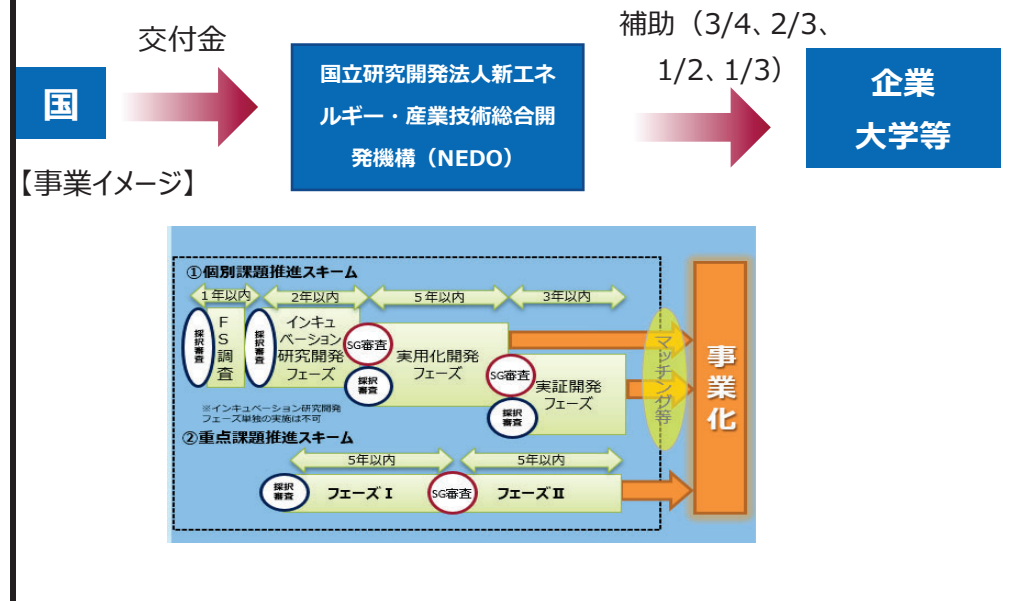 交付金
補助（3/4、2/3、
1/2、1/3）
国
国立研究開発法人新エネ
ルギー・産業技術総合開
発機構（NEDO）
企業
大学等
【事業イメージ】
①個別課題推進スキーム
１年以内
2年以内
５年以内
3年以内
採択審査
FS調査
採択審査
インキュ
ベーション
研究開発
フェーズ
SG審査
採択
審査
実用化開発
フェーズ
SG審査
採択
審査
実証開発
フェーズ
マッチング等
事業化
※インキュベーション研究開発
フェーズ単独の実施は不可
②重点課題推進スキーム
5年以内
5年以内
採択
審査
フェーズⅠ
SG審査
フェーズⅡ